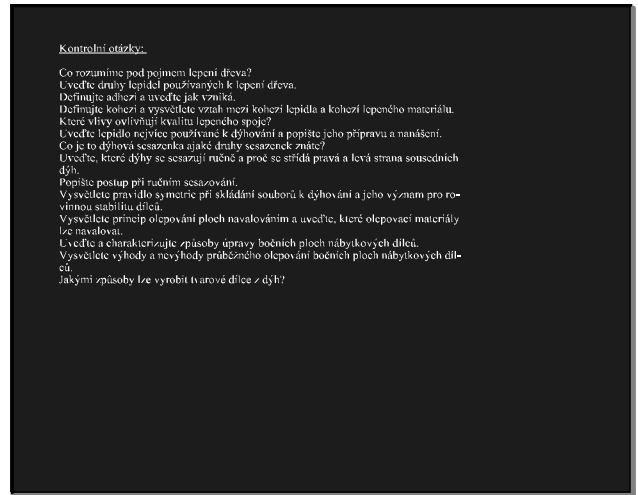 Kontrolní otázky:
Co rozumíme pod pojmem lepení dřeva?
Uveďte druhy lepidel používaných k lepení dřeva.
Definujte adhezi a uveďte jak vzniká.
Definujte kohezi a vysvětlete vztah mezi kohezí lepidla a kohezí lepeného materiálu.
Které vlivy ovlivňují kvalitu lepeného spoje?
Uveďte lepidlo nejvíce používané k dýhování a popište jeho přípravu a nanášení.
Co je to dýhová sesazenka ajaké druhy sesazenek znáte?
Uveďte, které dýhy se sesazují ručně a proč se střídá pravá a levá strana sousedních
dýh.
Popište postup při ručním sesazování.
Vysvětlete pravidlo symetrie při skládání souborů k dýhování a jeho význam pro ro-
vinnou stabilitu dílců.
Vysvětlete princip olepování ploch navalováním a uveďte, které olepovací materiály
lze navalovat.
Uveďte a charakterizujte způsoby úpravy bočních ploch nábytkových dílců.
Vysvětlete výhody a nevýhody průběžného olepování bočních ploch nábytkových díl-
ců.
Jakými způsoby lze vyrobit tvarové dílce z dýh?